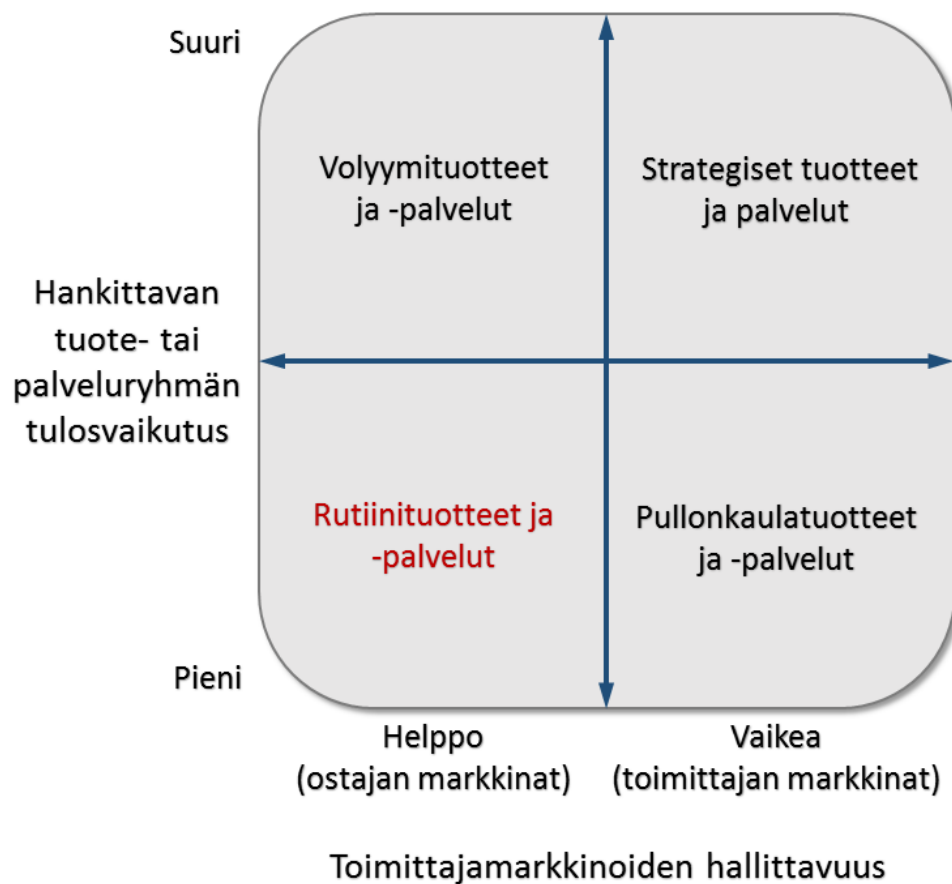 Suuri
Volyymituotteet
ja -palvelut
Strategiset tuotteet
ja palvelut
Hankittavan
tuote- tai
palveluryhmän
tulosvaikutus
Rutiinituotteet ja
-palvelut
Pullonkaulatuotteet
ja -palvelut
Pieni
Helppo
(ostajan markkinat)
Vaikea
(toimittajan markkinat)
Toimittajamarkkinoiden hallittavuus